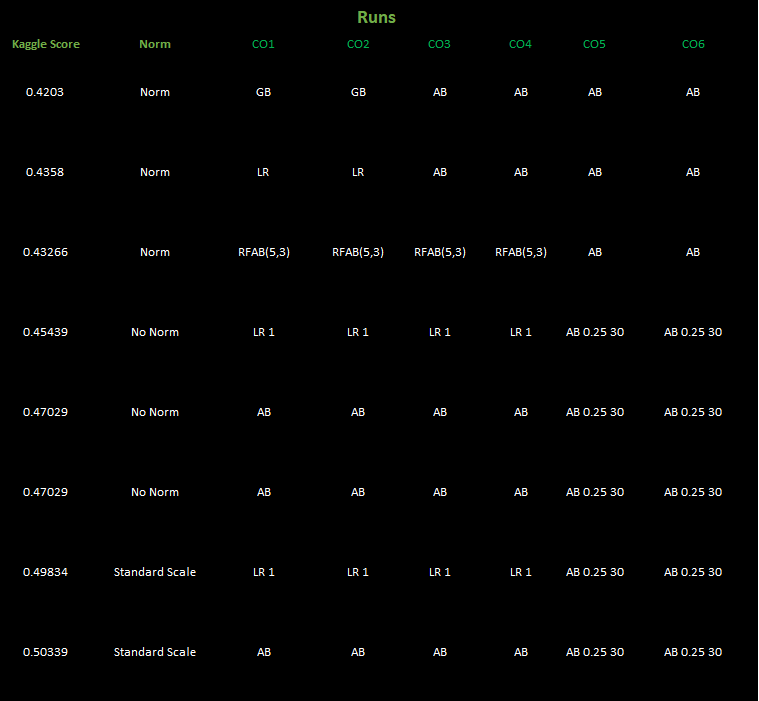 Runs
Kaggle Score Norm CO1 CO2 CO3 CO4 CO5 CO6
0.4203 Norm GB GB AB AB AB AB
0.4358 Norm LR LR AB AB AB AB
0.43266 Norm RFAB(5,3) RFAB(5,3) RFAB(5,3) RFAB(5,3) AB AB
0.45439 No Norm LR 1 LR 1 LR 1 LR 1 AB 0.25 30 AB 0.25 30
0.47029 No Norm AB AB AB AB AB 0.25 30 AB 0.25 30
0.47029 No Norm AB AB AB AB AB 0.25 30 AB 0.25 30
0.49834 Standard Scale LR 1 LR 1 LR 1 LR 1 AB 0.25 30 AB 0.25 30
0.50339 Standard Scale AB AB AB AB AB 0.25 30 AB 0.25 30